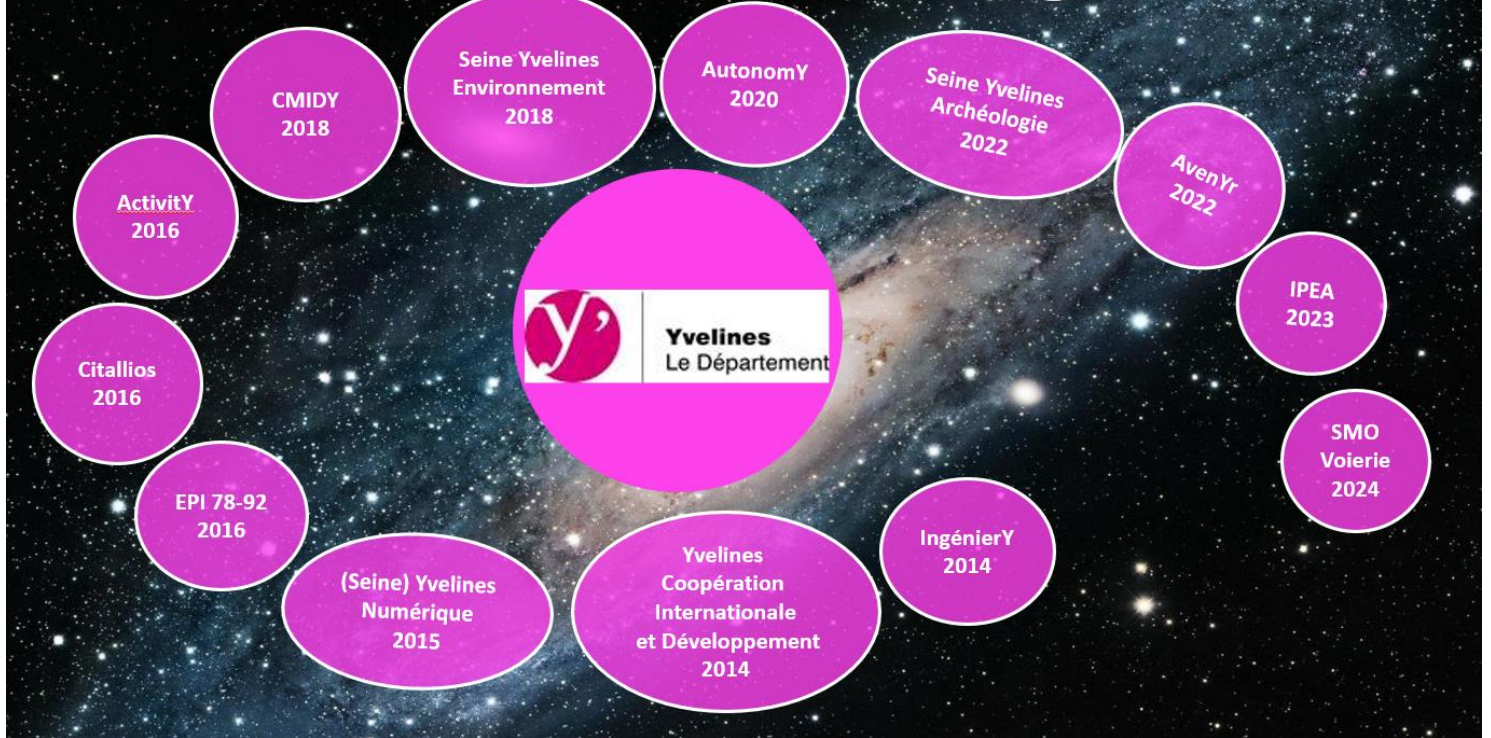 Seine Yvelines
Environnement
2018
AutonomY
2020
Seine Yvelines
Archéologie
2022
CMIDY
2018
AvenYr
2022
ActivitY
2016
IPEA
2023
y'
Yvelines
Le Département
Citallios
2016
SMO
Voierie
2024
EPI 78-92
2016
IngénierY
2014
(Seine) Yvelines
Numérique
2015
Yvelines
Coopération
Internationale
et Développement
2014